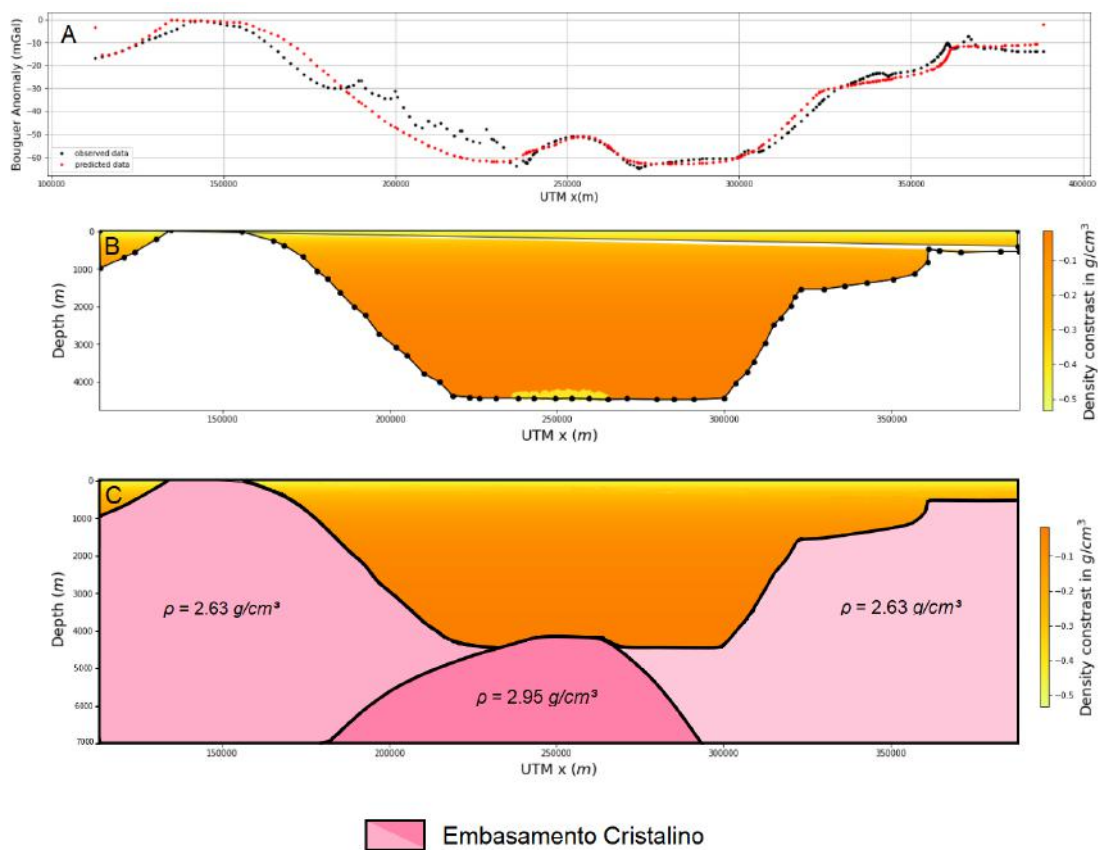 A
Bouguer Anomaly (mGal)
0
−10
−20
−30
−40
−50
−60
observed data
predicted data
100000 150000 200000 250000 300000 350000 400000
UTM x(m)
B
Depth (m)
0
1000
2000
3000
4000
150000 200000 250000 300000 350000
UTM x (m)
Density constrast in g/cm³
−0.1
−0.2
−0.3
−0.4
−0.5
C
Depth (m)
0
1000
2000
3000
4000
5000
6000
7000
ρ = 2.63 g/cm³
ρ = 2.63 g/cm³
ρ = 2.95 g/cm³
150000 200000 250000 300000 350000
UTM x (m)
Density constrast in g/cm³
−0.1
−0.2
−0.3
−0.4
−0.5
Embasamento Cristalino